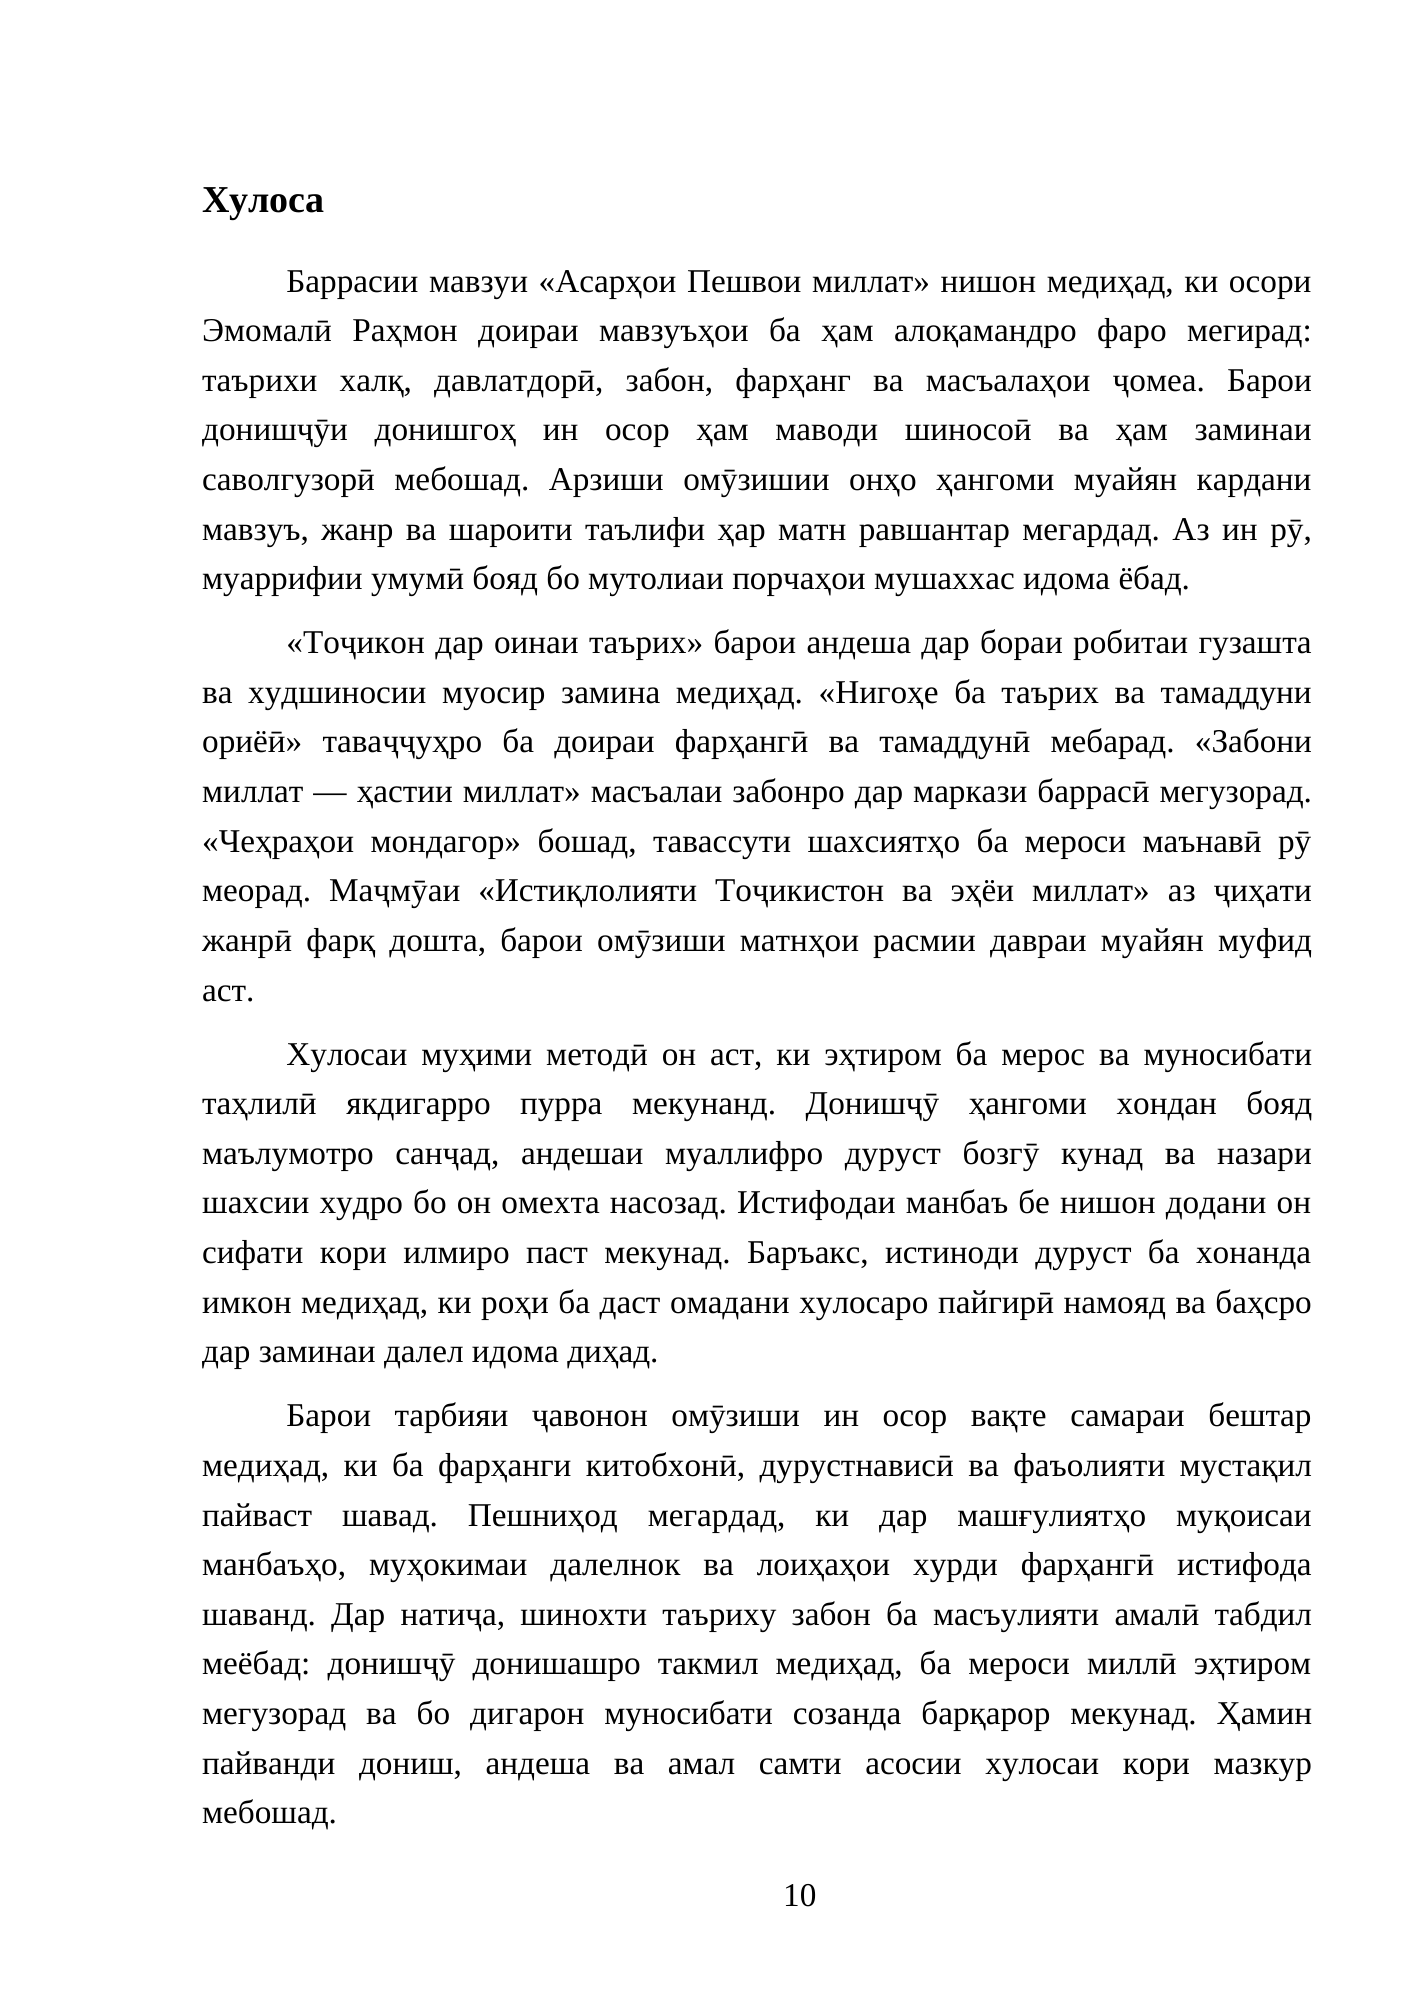 Хулоса
Баррасии мавзуи «Асарҳои Пешвои миллат» нишон медиҳад, ки осори
Эмомалӣ Раҳмон доираи мавзуъҳои ба ҳам алоқамандро фаро мегирад:
таърихи халқ, давлатдорӣ, забон, фарҳанг ва масъалаҳои ҷомеа. Барои
донишҷӯи донишгоҳ ин осор ҳам маводи шиносоӣ ва ҳам заминаи
саволгузорӣ мебошад. Арзиши омӯзишии онҳо ҳангоми муайян кардани
мавзуъ, жанр ва шароити таълифи ҳар матн равшантар мегардад. Аз ин рӯ,
муаррифии умумӣ бояд бо мутолиаи порчаҳои мушаххас идома ёбад.
«Тоҷикон дар оинаи таърих» барои андеша дар бораи робитаи гузашта
ва худшиносии муосир замина медиҳад. «Нигоҳе ба таърих ва тамаддуни
ориёӣ» таваҷҷуҳро ба доираи фарҳангӣ ва тамаддунӣ мебарад. «Забони
миллат — ҳастии миллат» масъалаи забонро дар маркази баррасӣ мегузорад.
«Чеҳраҳои мондагор» бошад, тавассути шахсиятҳо ба мероси маънавӣ рӯ
меорад. Маҷмӯаи «Истиқлолияти Тоҷикистон ва эҳёи миллат» аз ҷиҳати
жанрӣ фарқ дошта, барои омӯзиши матнҳои расмии давраи муайян муфид
аст.
Хулосаи муҳими методӣ он аст, ки эҳтиром ба мерос ва муносибати
таҳлилӣ якдигарро пурра мекунанд. Донишҷӯ ҳангоми хондан бояд
маълумотро санҷад, андешаи муаллифро дуруст бозгӯ кунад ва назари
шахсии худро бо он омехта насозад. Истифодаи манбаъ бе нишон додани он
сифати кори илмиро паст мекунад. Баръакс, истиноди дуруст ба хонанда
имкон медиҳад, ки роҳи ба даст омадани хулосаро пайгирӣ намояд ва баҳсро
дар заминаи далел идома диҳад.
Барои тарбияи ҷавонон омӯзиши ин осор вақте самараи бештар
медиҳад, ки ба фарҳанги китобхонӣ, дурустнависӣ ва фаъолияти мустақил
пайваст шавад. Пешниҳод мегардад, ки дар машғулиятҳо муқоисаи
манбаъҳо, муҳокимаи далелнок ва лоиҳаҳои хурди фарҳангӣ истифода
шаванд. Дар натиҷа, шинохти таъриху забон ба масъулияти амалӣ табдил
меёбад: донишҷӯ донишашро такмил медиҳад, ба мероси миллӣ эҳтиром
мегузорад ва бо дигарон муносибати созанда барқарор мекунад. Ҳамин
пайванди дониш, андеша ва амал самти асосии хулосаи кори мазкур
мебошад.
10